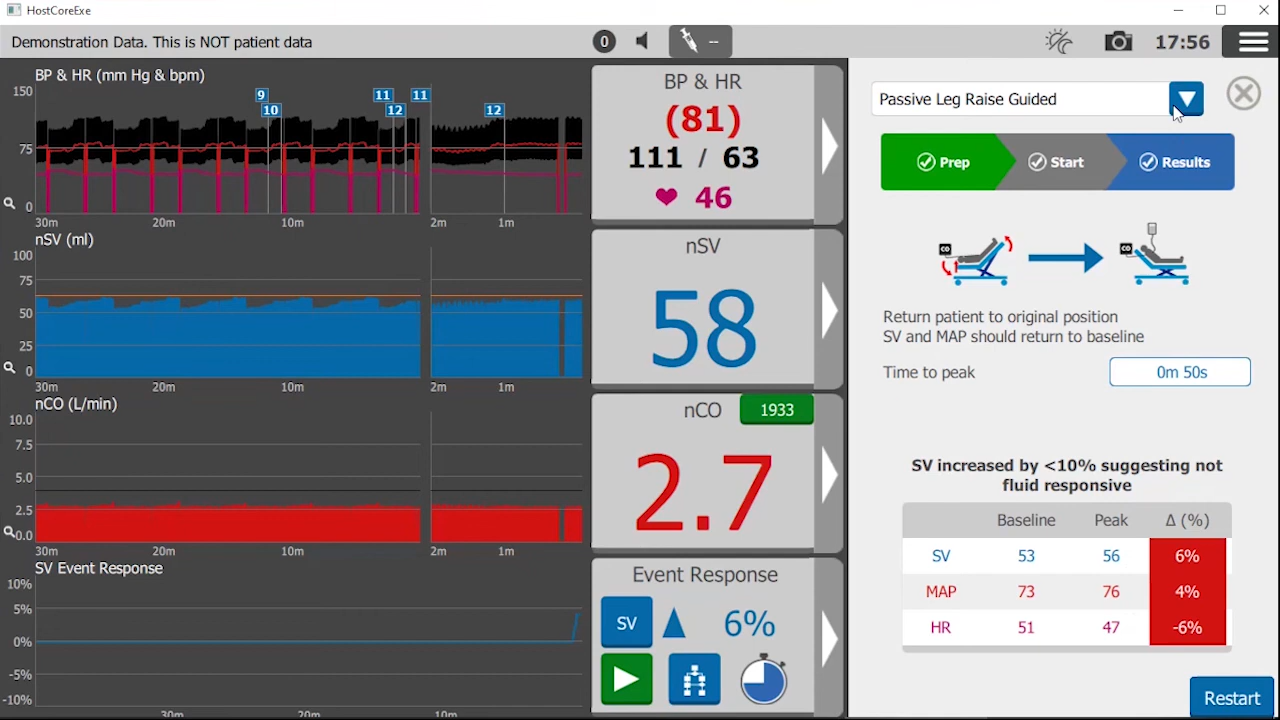 HostCoreExe
Demonstration Data. This is NOT patient data
0
--
17:56
BP & HR (mm Hg & bpm)
150
75
0
9
10
11
12
11
12
30m
20m
10m
2m
1m
nSV (ml)
100
75
50
25
0
30m
20m
10m
2m
1m
nCO (L/min)
10.0
7.5
5.0
2.5
0.0
30m
20m
10m
2m
1m
SV Event Response
10%
5%
0%
-5%
-10%
30m
20m
10m
BP & HR
(81)
111 / 63
46
nSV
58
nCO
1933
2.7
Event Response
SV
6%
Passive Leg Raise Guided
Prep
Start
Results
CO
CO
Return patient to original position
SV and MAP should return to baseline
Time to peak
0m 50s
SV increased by <10% suggesting not
fluid responsive
Baseline Peak Δ (%)
SV 53 56 6%
MAP 73 76 4%
HR 51 47 -6%
Restart